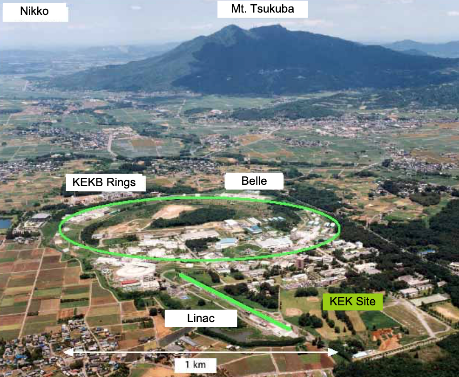 Nikko
Mt. Tsukuba
KEKB Rings
Belle
KEK Site
Linac
1 km